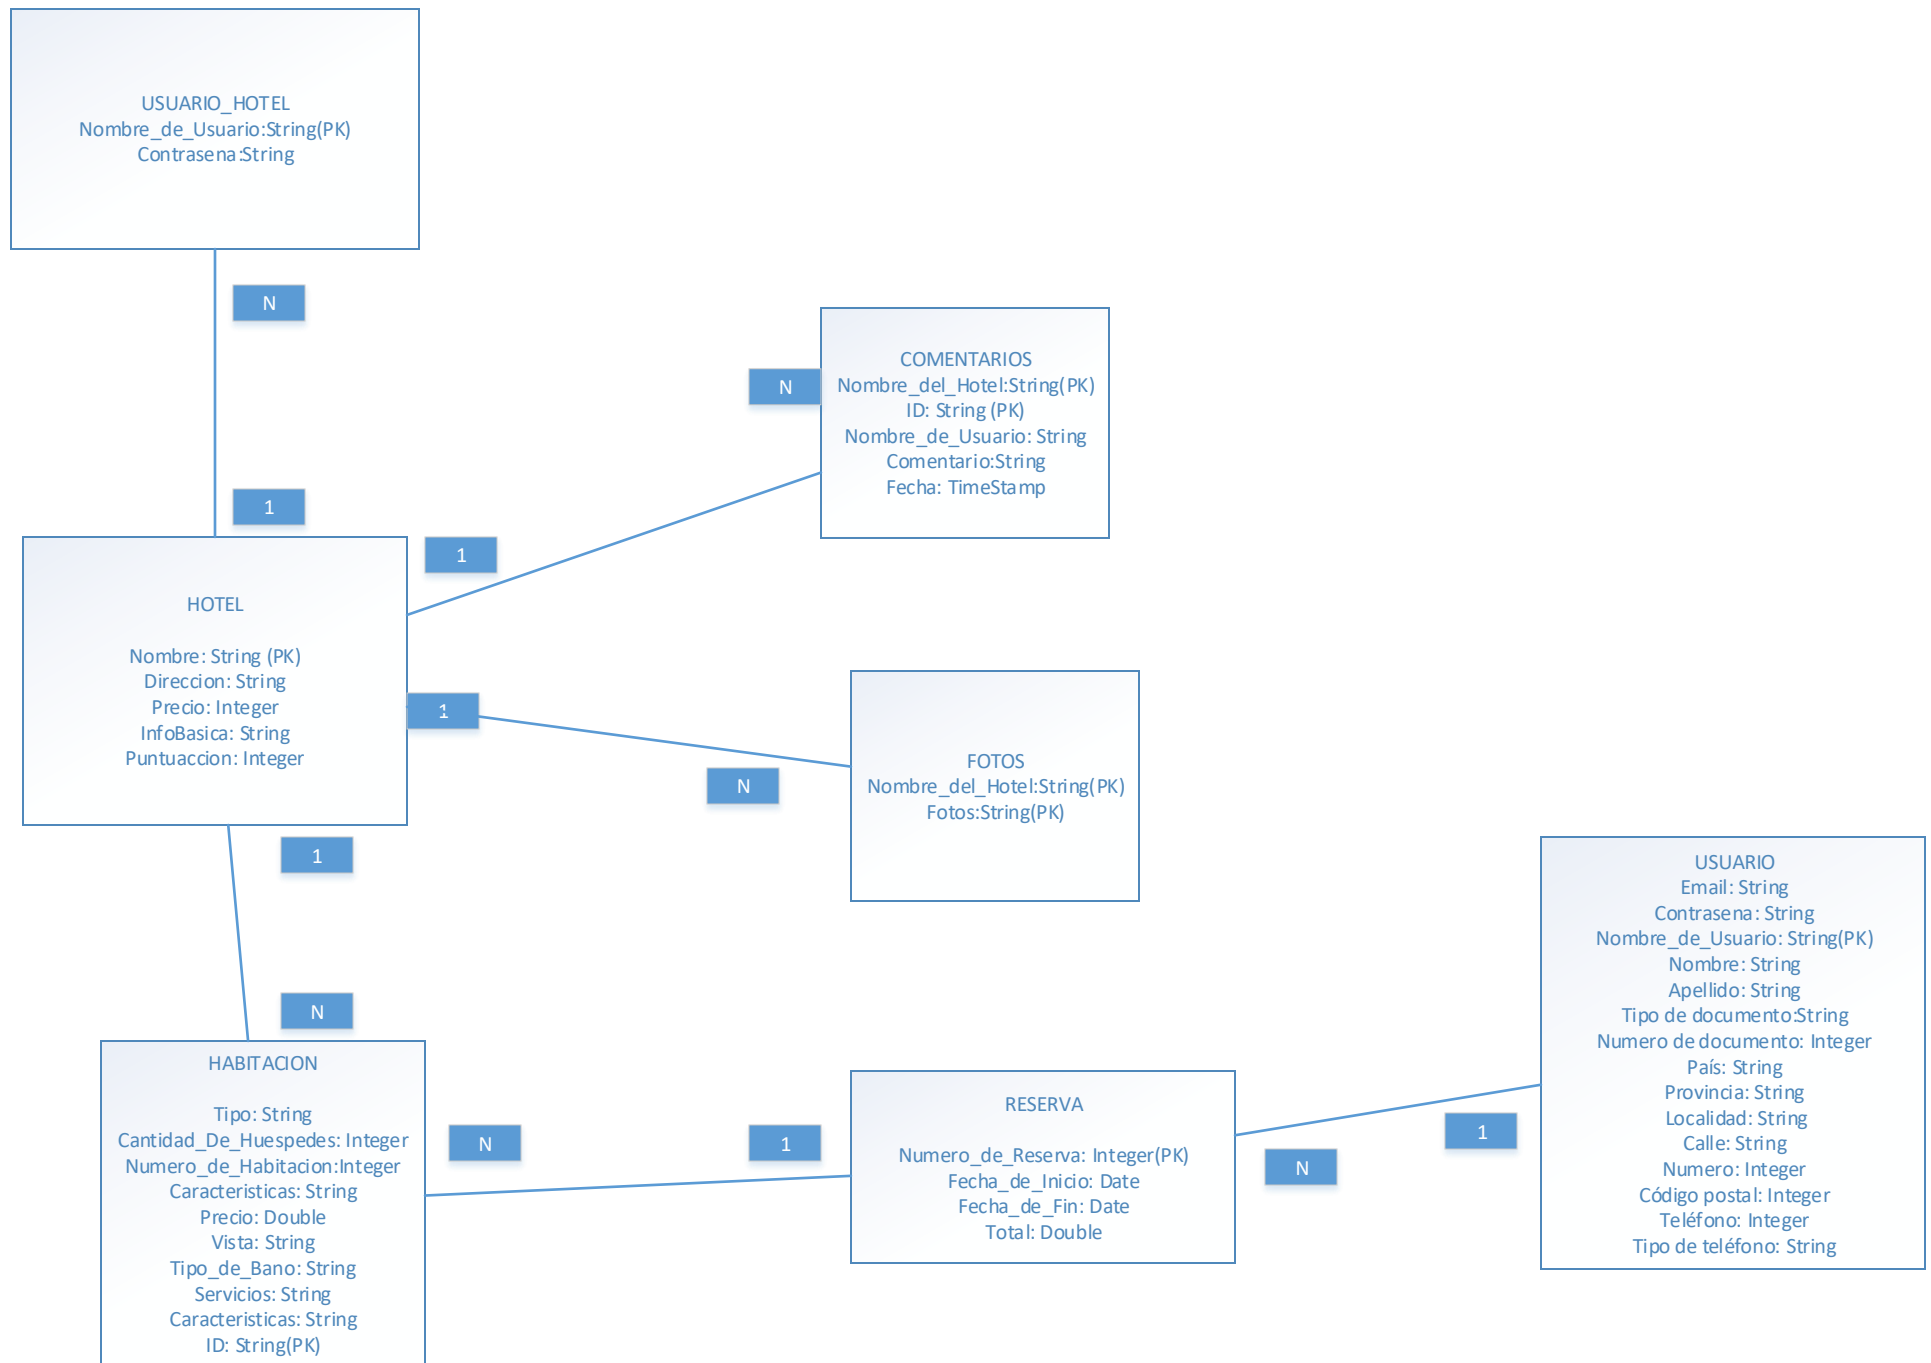 USUARIO_HOTEL
Nombre_de_Usuario:String(PK)
Contrasena:String
N
1
COMENTARIOS
Nombre_del_Hotel:String(PK)
ID: String (PK)
Nombre_de_Usuario: String
Comentario:String
Fecha: TimeStamp
N
1
HOTEL
Nombre: String (PK)
Direccion: String
Precio: Integer
InfoBasica: String
Puntuaccion: Integer
1
N
FOTOS
Nombre_del_Hotel:String(PK)
Fotos:String(PK)
1
N
HABITACION
Tipo: String
Cantidad_De_Huespedes: Integer
Numero_de_Habitacion:Integer
Caracteristicas: String
Precio: Double
Vista: String
Tipo_de_Bano: String
Servicios: String
Caracteristicas: String
ID: String(PK)
N
1
RESERVA
Numero_de_Reserva: Integer(PK)
Fecha_de_Inicio: Date
Fecha_de_Fin: Date
Total: Double
N
1
USUARIO
Email: String
Contrasena: String
Nombre_de_Usuario: String(PK)
Nombre: String
Apellido: String
Tipo de documento:String
Numero de documento: Integer
País: String
Provincia: String
Localidad: String
Calle: String
Numero: Integer
Código postal: Integer
Teléfono: Integer
Tipo de teléfono: String